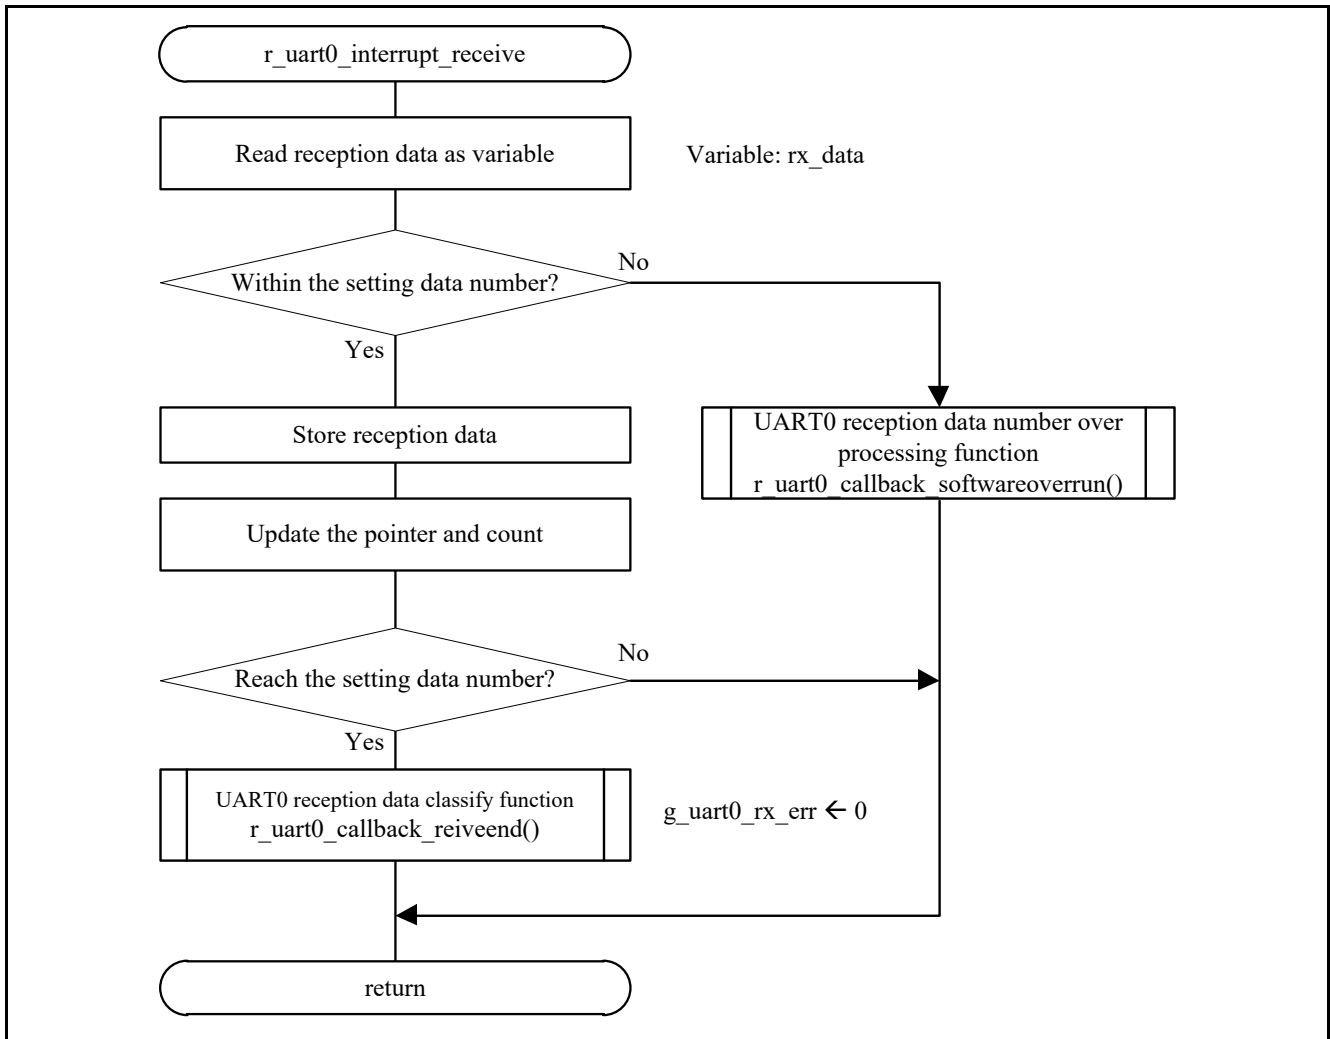 r_uart0_interrupt_receive
Read reception data as variable
Variable: rx_data
Within the setting data number?
No
Yes
Store reception data
UART0 reception data number over
processing function
r_uart0_callback_softwareoverrun()
Update the pointer and count
Reach the setting data number?
No
Yes
UART0 reception data classify function
r_uart0_callback_reiveend()
g_uart0_rx_err ← 0
return